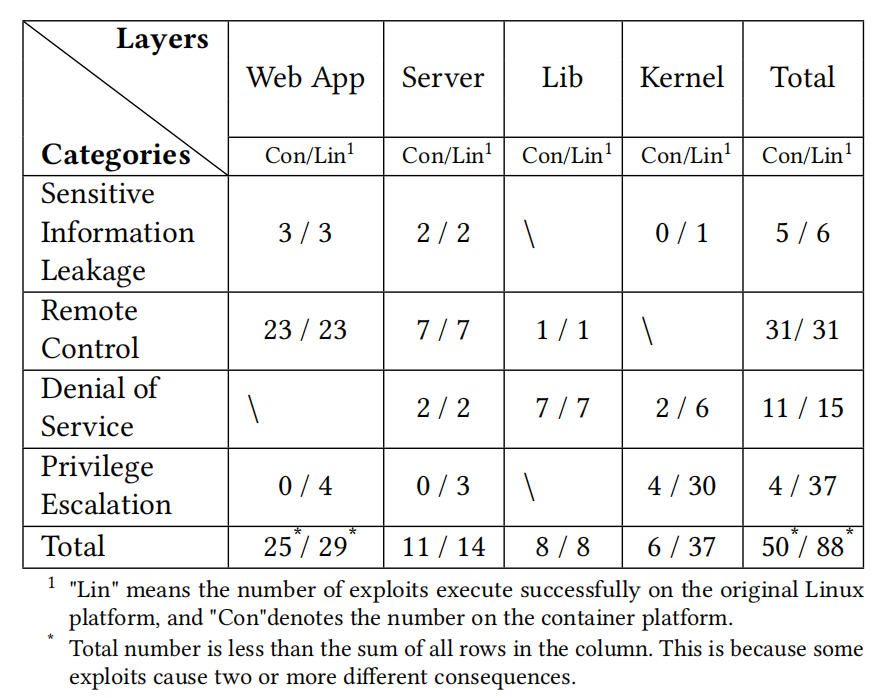 Layers
Web App Server Lib Kernel Total
Categories Con/Lin¹ Con/Lin¹ Con/Lin¹ Con/Lin¹ Con/Lin¹
Sensitive
Information 3 / 3 2 / 2 \ 0 / 1 5 / 6
Leakage
Remote
Control 23 / 23 7 / 7 1 / 1 \ 31/ 31
Denial of
Service \ 2 / 2 7 / 7 2 / 6 11 / 15
Privilege
Escalation 0 / 4 0 / 3 \ 4 / 30 4 / 37
Total 25*/ 29* 11 / 14 8 / 8 6 / 37 50*/ 88*
¹ "Lin" means the number of exploits execute successfully on the original Linux
platform, and "Con"denotes the number on the container platform.
* Total number is less than the sum of all rows in the column. This is because some
exploits cause two or more different consequences.